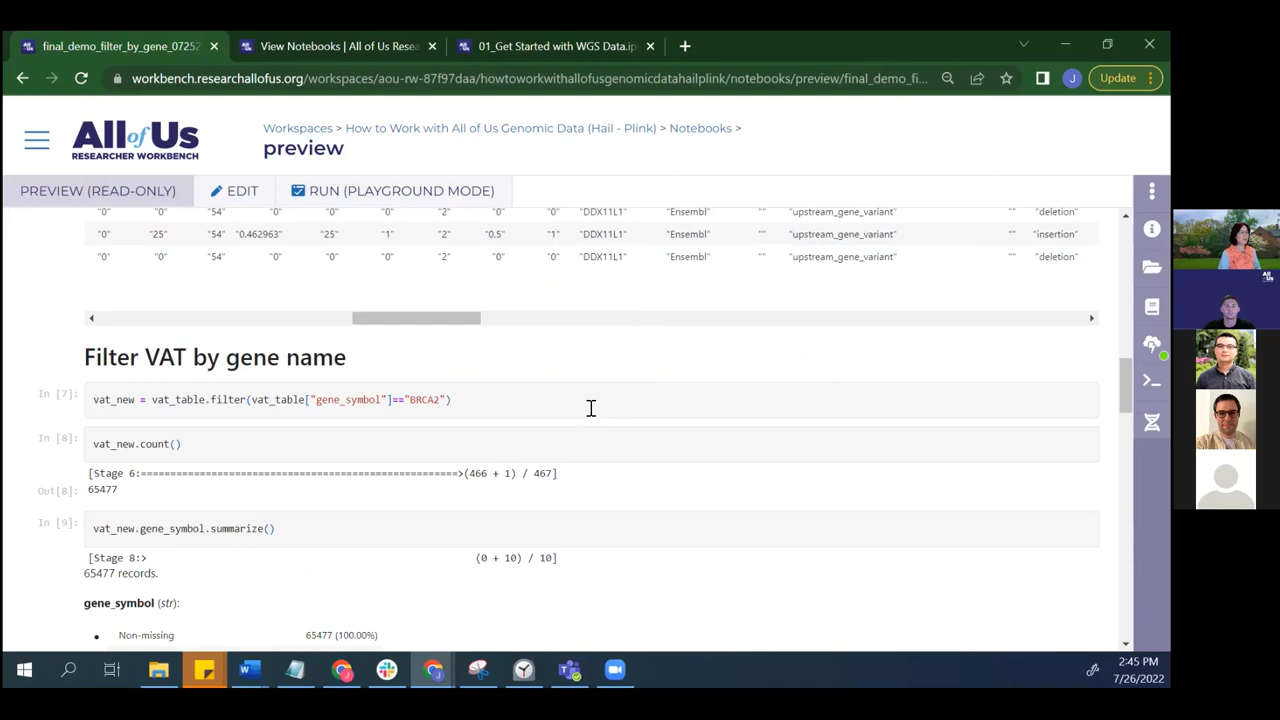 final_demo_filter_by_gene_07252
View Notebooks | All of Us Resea
01_Get Started with WGS Data.ip
workbench.researchallofus.org/workspaces/aou-rw-87f97daa/howtoworkwithallofusgenomicdatahailplink/notebooks/preview/final_demo_fi...
J
Update
All of Us
RESEARCHER WORKBENCH
Workspaces > How to Work with All of Us Genomic Data (Hail - Plink) > Notebooks >
preview
PREVIEW (READ-ONLY)
EDIT
RUN (PLAYGROUND MODE)
"0" "0" "54" "0" "0" "0" "2" "0" "0" "DDX11L1" "Ensembl" "" "upstream_gene_variant" "" "deletion"
"0" "25" "54" "0.462963" "25" "1" "2" "0.5" "1" "DDX11L1" "Ensembl" "" "upstream_gene_variant" "" "insertion"
"0" "0" "54" "0" "0" "0" "2" "0" "0" "DDX11L1" "Ensembl" "" "upstream_gene_variant" "" "deletion"
Filter VAT by gene name
In [7]: vat_new = vat_table.filter(vat_table["gene_symbol"]=="BRCA2")
In [8]: vat_new.count()
[Stage 6:==================================================>(466 + 1) / 467]
Out[8]: 65477
In [9]: vat_new.gene_symbol.summarize()
[Stage 8:> (0 + 10) / 10]
65477 records.
gene_symbol (str):
• Non-missing 65477 (100.00%)
2:45 PM
7/26/2022
All of Us